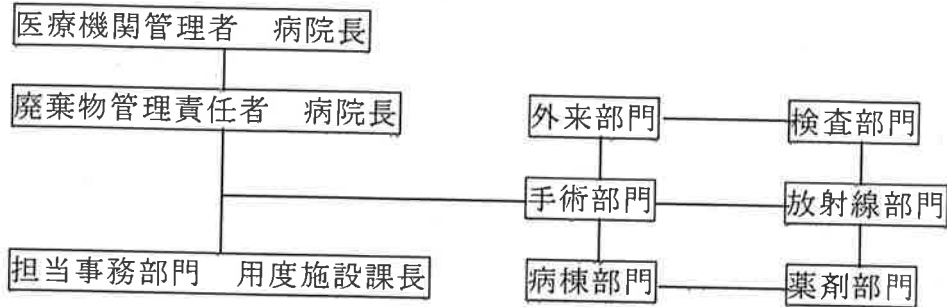 医療機関管理者　病院長
廃棄物管理責任者　病院長
外来部門
検査部門
手術部門
放射線部門
担当事務部門　用度施設課長
病棟部門
薬剤部門